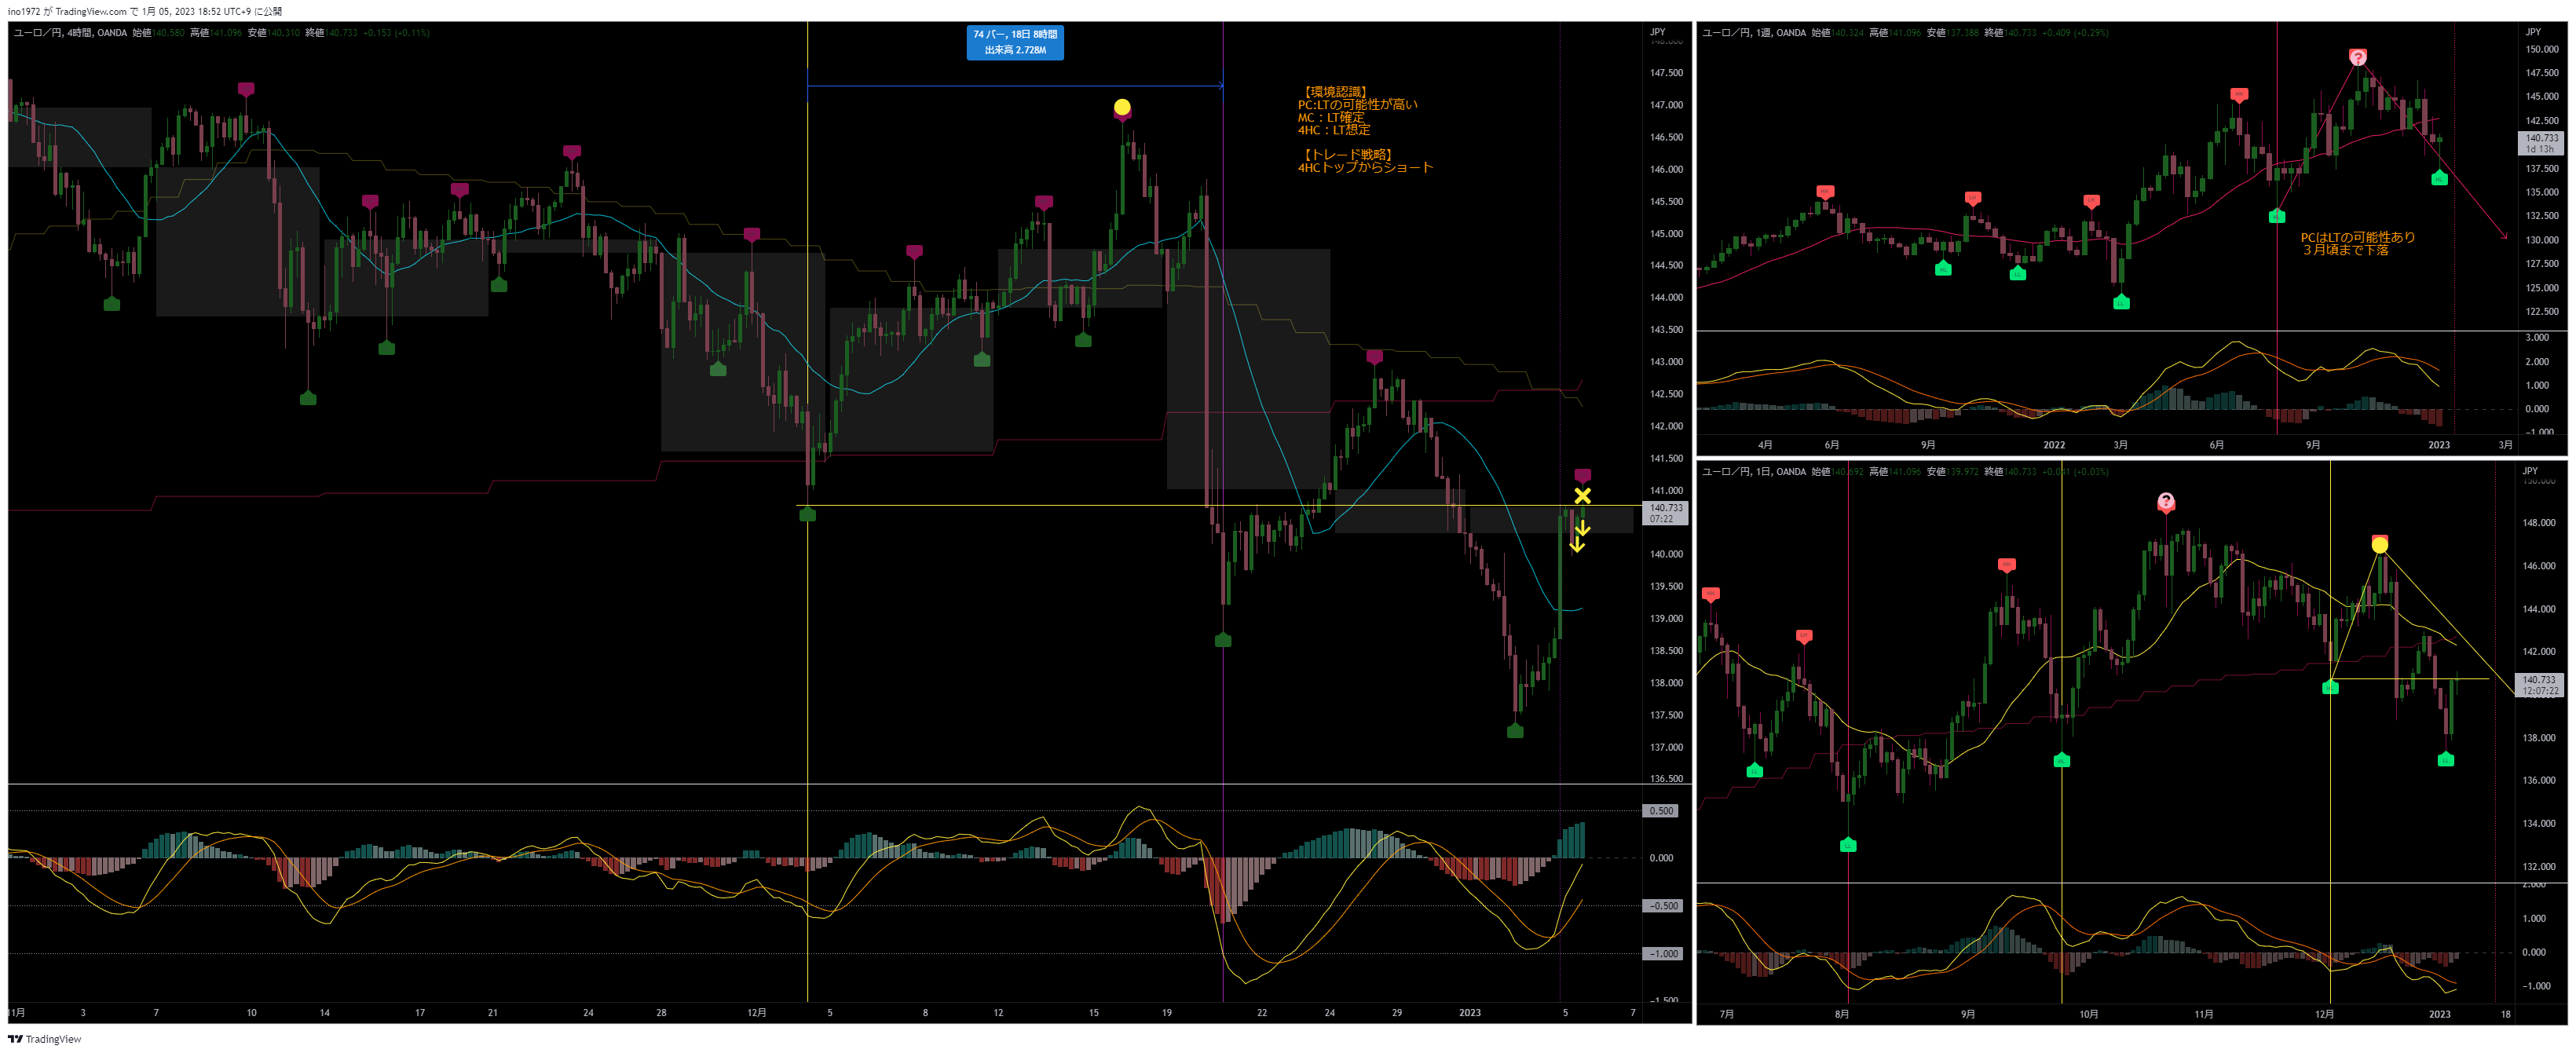 ino1972 が TradingView.com で 1月 05, 2023 18:52 UTC+9 に公開
ユーロ／円, 4時間, OANDA 始値140.580 高値141.096 安値140.310 終値140.733 +0.153 (+0.11%)
74 バー, 18日 8時間
出来高 2.728M
【環境認識】
PC:LTの可能性が高い
MC：LT確定
4HC：LT想定
【トレード戦略】
4HCトップからショート
JPY
147.500
147.000
146.500
146.000
145.500
145.000
144.500
144.000
143.500
143.000
142.500
142.000
141.500
141.000
140.733
07:22
140.000
139.500
139.000
138.500
138.000
137.500
137.000
136.500
0.500
0.000
-0.500
-1.000
-1.500
11月 3 7 10 14 17 21 24 28 12月 5 8 12 15 19 22 24 29 2023 5 7
ユーロ／円, 1週, OANDA 始値140.324 高値141.096 安値137.388 終値140.733 +0.409 (+0.29%)
JPY
150.000
147.500
145.000
142.500
140.733
1d 13h
137.500
135.000
132.500
130.000
127.500
125.000
122.500
PCはLTの可能性あり
３月頃まで下落
3.000
2.000
1.000
0.000
-1.000
4月 6月 9月 2022 3月 6月 9月 2023 3月
ユーロ／円, 1日, OANDA 始値140.692 高値141.096 安値139.972 終値140.733 +0.041 (+0.03%)
JPY
150.000
148.000
146.000
144.000
142.000
140.733
12:07:22
138.000
136.000
134.000
132.000
2.000
1.000
0.000
-1.000
7月 8月 9月 10月 11月 12月 2023 18
TradingView